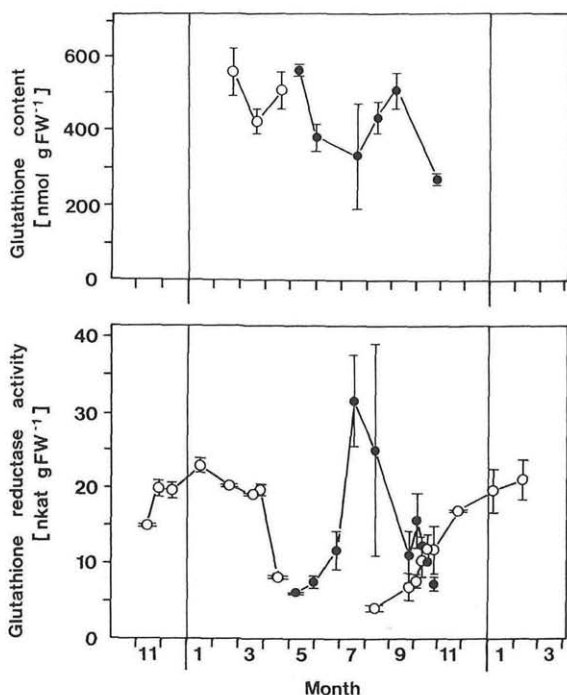 Glutathione content
[nmol gFW⁻¹]
600
400
200
0
Glutathione reductase activity
[nkat gFW⁻¹]
40
30
20
10
0
11 1 3 5 7 9 11 1 3
Month